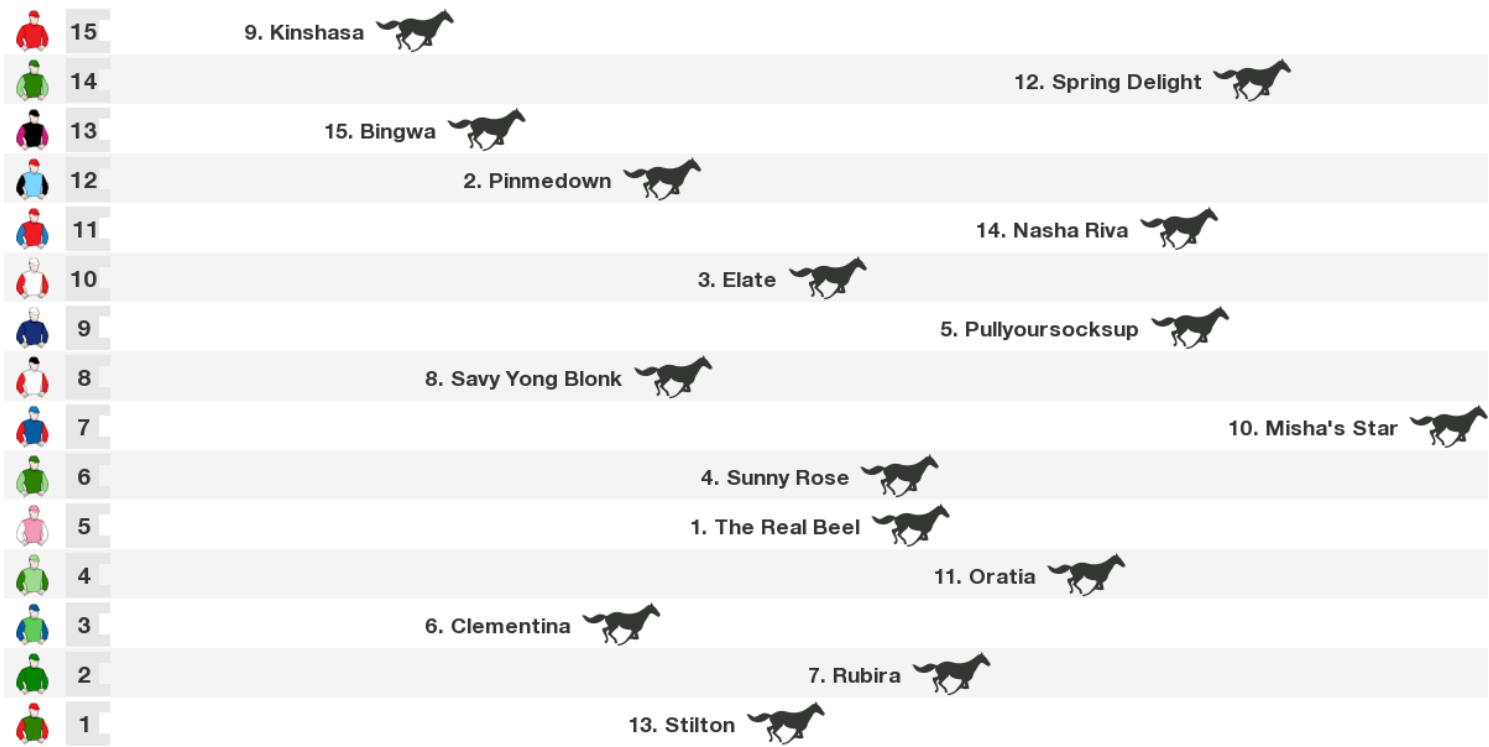 15 9. Kinshasa
14 12. Spring Delight
13 15. Bingwa
12 2. Pinmedown
11 14. Nasha Riva
10 3. Elate
9 5. Pullyoursocksup
8 8. Savy Yong Blonk
7 10. Misha's Star
6 4. Sunny Rose
5 1. The Real Beel
4 11. Oratia
3 6. Clementina
2 7. Rubira
1 13. Stilton